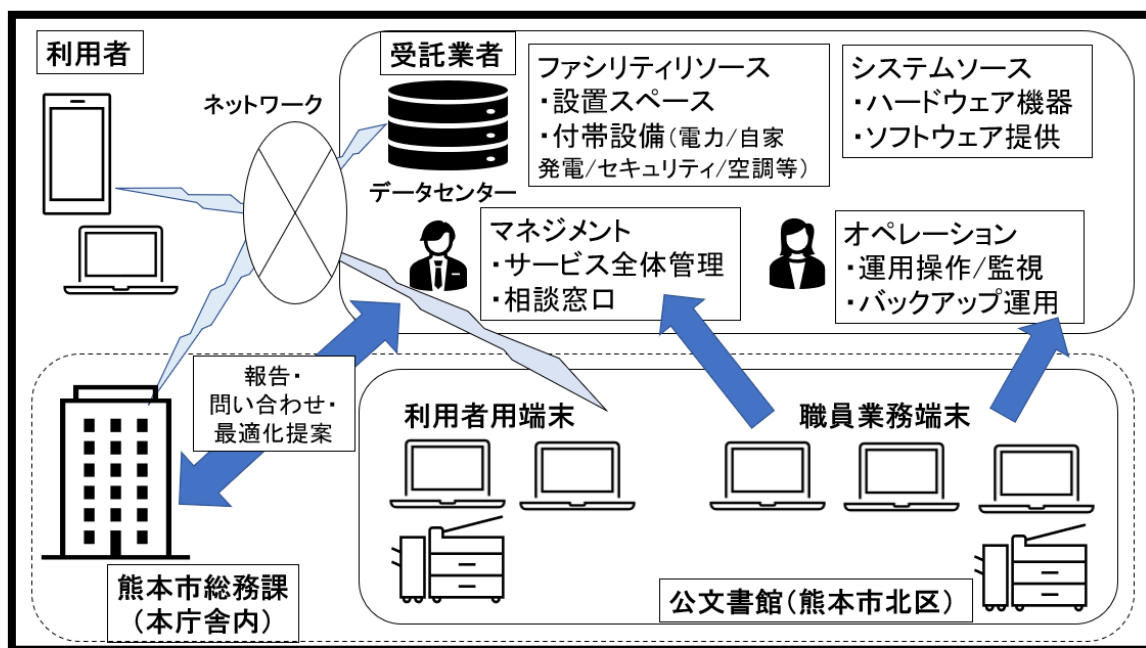 利用者
ネットワーク
受託業者
データセンター
ファシリティリソース
・設置スペース
・付帯設備(電力/自家
発電/セキュリティ/空調等)
システムソース
・ハードウェア機器
・ソフトウェア提供
マネジメント
・サービス全体管理
・相談窓口
オペレーション
・運用操作/監視
・バックアップ運用
報告・
問い合わせ・
最適化提案
利用者用端末
職員業務端末
熊本市総務課
(本庁舎内)
公文書館(熊本市北区)